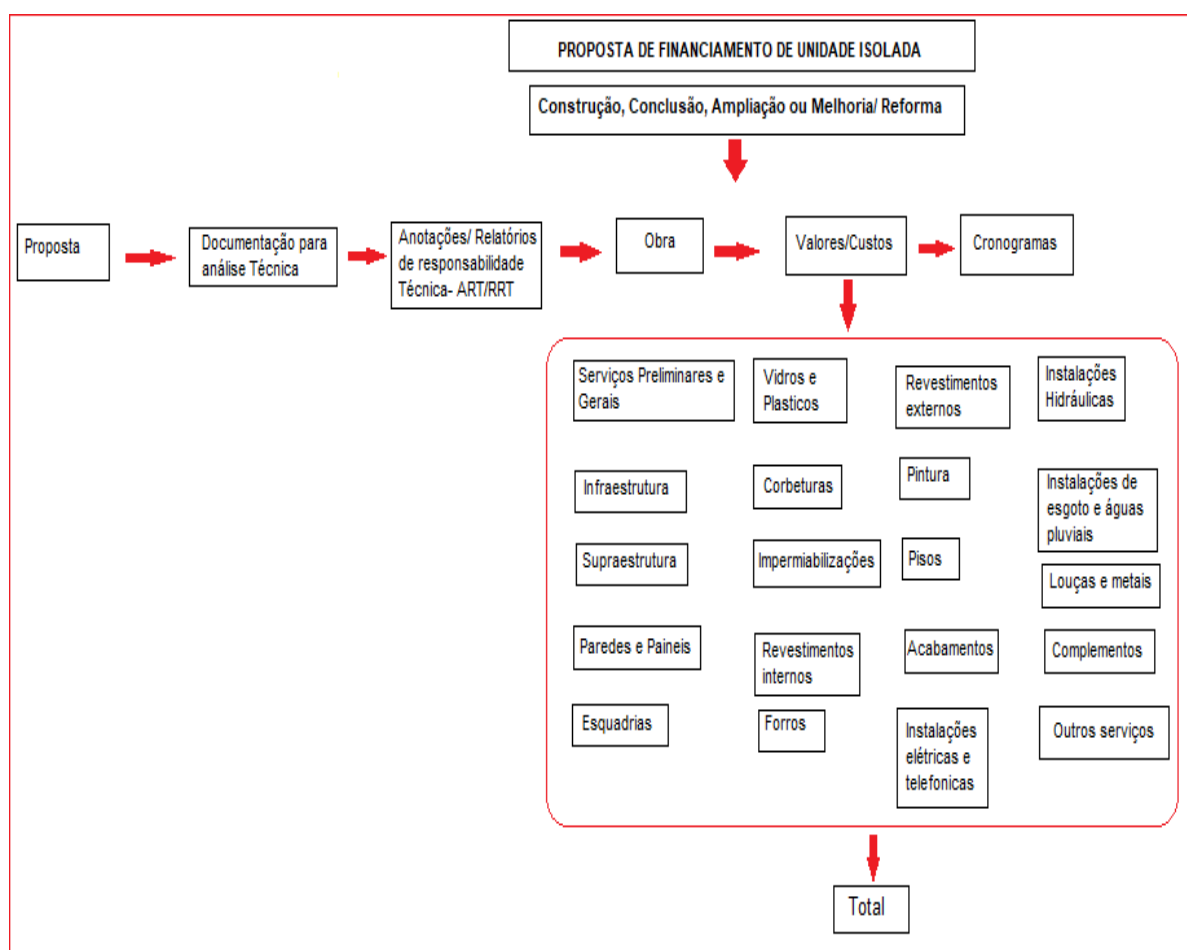 PROPOSTA DE FINANCIAMENTO DE UNIDADE ISOLADA
Construção, Conclusão, Ampliação ou Melhoria/ Reforma
Proposta
Documentação para
análise Técnica
Anotações/ Relatórios
de responsabilidade
Técnica- ART/RRT
Obra
Valores/Custos
Cronogramas
Serviços Preliminares e
Gerais
Vidros e
Plasticos
Revestimentos
externos
Instalações
Hidráulicas
Infraestrutura
Corbeturas
Pintura
Instalações de
esgoto e águas
pluviais
Supraestrutura
Impermiabilizações
Pisos
Louças e metais
Paredes e Paineis
Revestimentos
internos
Acabamentos
Complementos
Esquadrias
Forros
Instalações
elétricas e
telefonicas
Outros serviços
Total